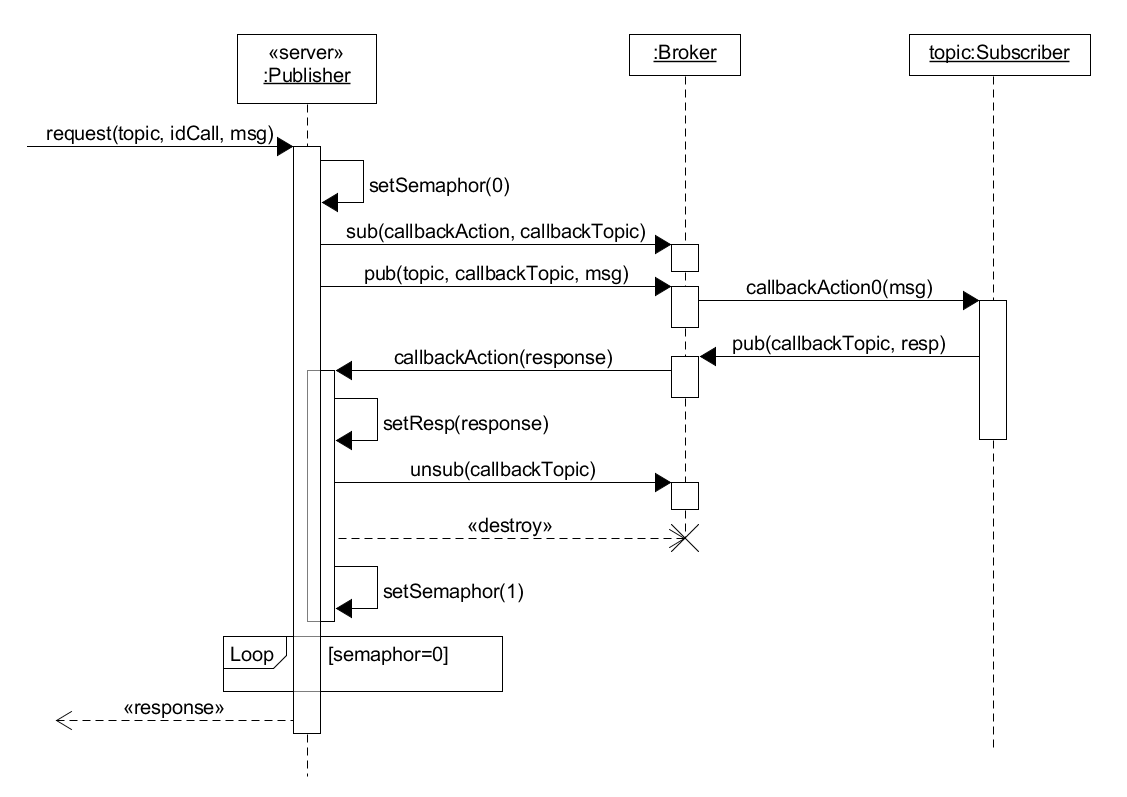 «server»
:Publisher
:Broker
topic:Subscriber
request(topic, idCall, msg)
setSemaphor(0)
sub(callbackAction, callbackTopic)
pub(topic, callbackTopic, msg)
callbackAction0(msg)
pub(callbackTopic, resp)
callbackAction(response)
setResp(response)
unsub(callbackTopic)
«destroy»
setSemaphor(1)
Loop [semaphor=0]
«response»